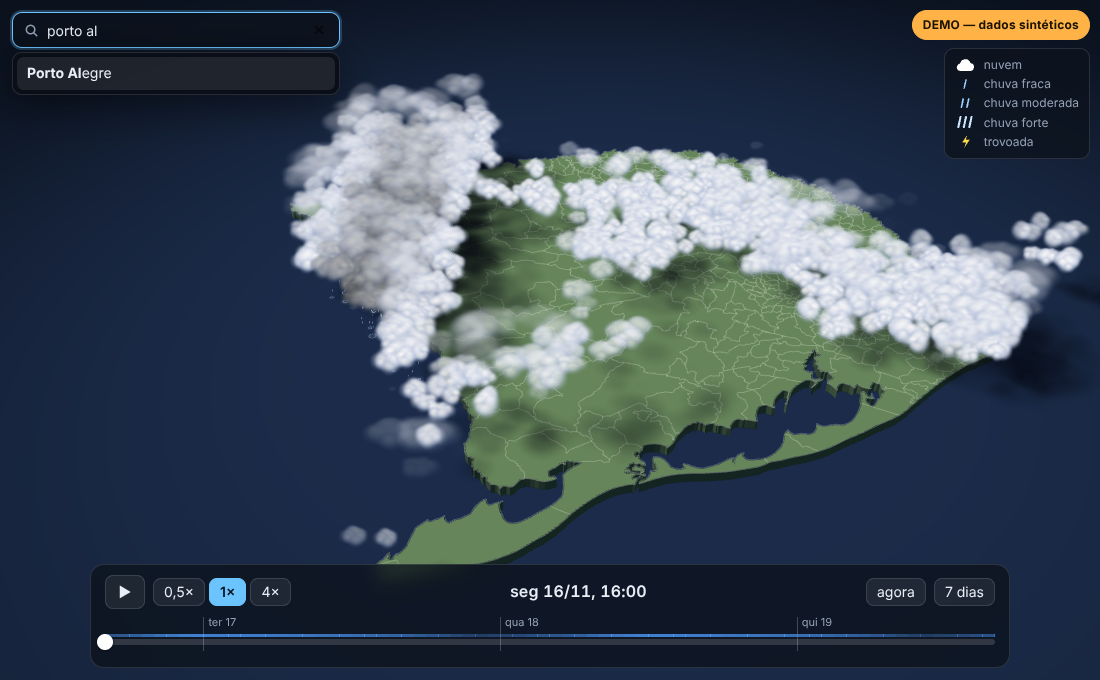 porto al
Porto Alegre
DEMO — dados sintéticos
nuvem
chuva fraca
chuva moderada
chuva forte
trovoada
0,5×
1×
4×
seg 16/11, 16:00
agora
7 dias
ter 17
qua 18
qui 19